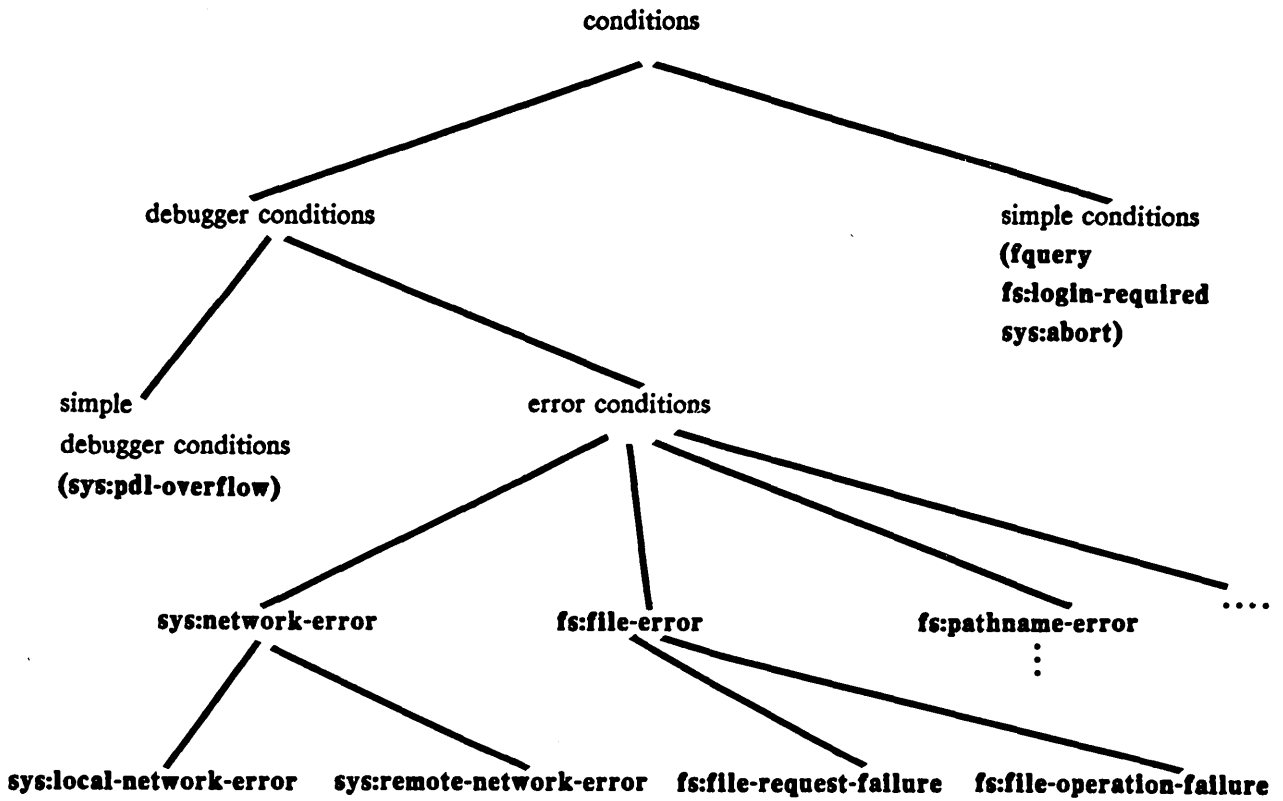 conditions
debugger conditions
simple conditions
(fquery
fs:login-required
sys:abort)
simple
debugger conditions
(sys:pdl-overflow)
error conditions
sys:network-error
fs:file-error
fs:pathname-error
....
sys:local-network-error
sys:remote-network-error
fs:file-request-failure
fs:file-operation-failure